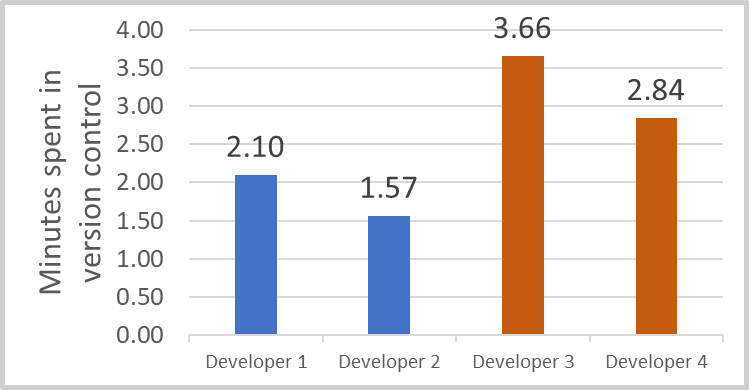 Minutes spent in
version control
4.00
3.50
3.00
2.50
2.00
1.50
1.00
0.50
0.00
2.10
1.57
3.66
2.84
Developer 1
Developer 2
Developer 3
Developer 4